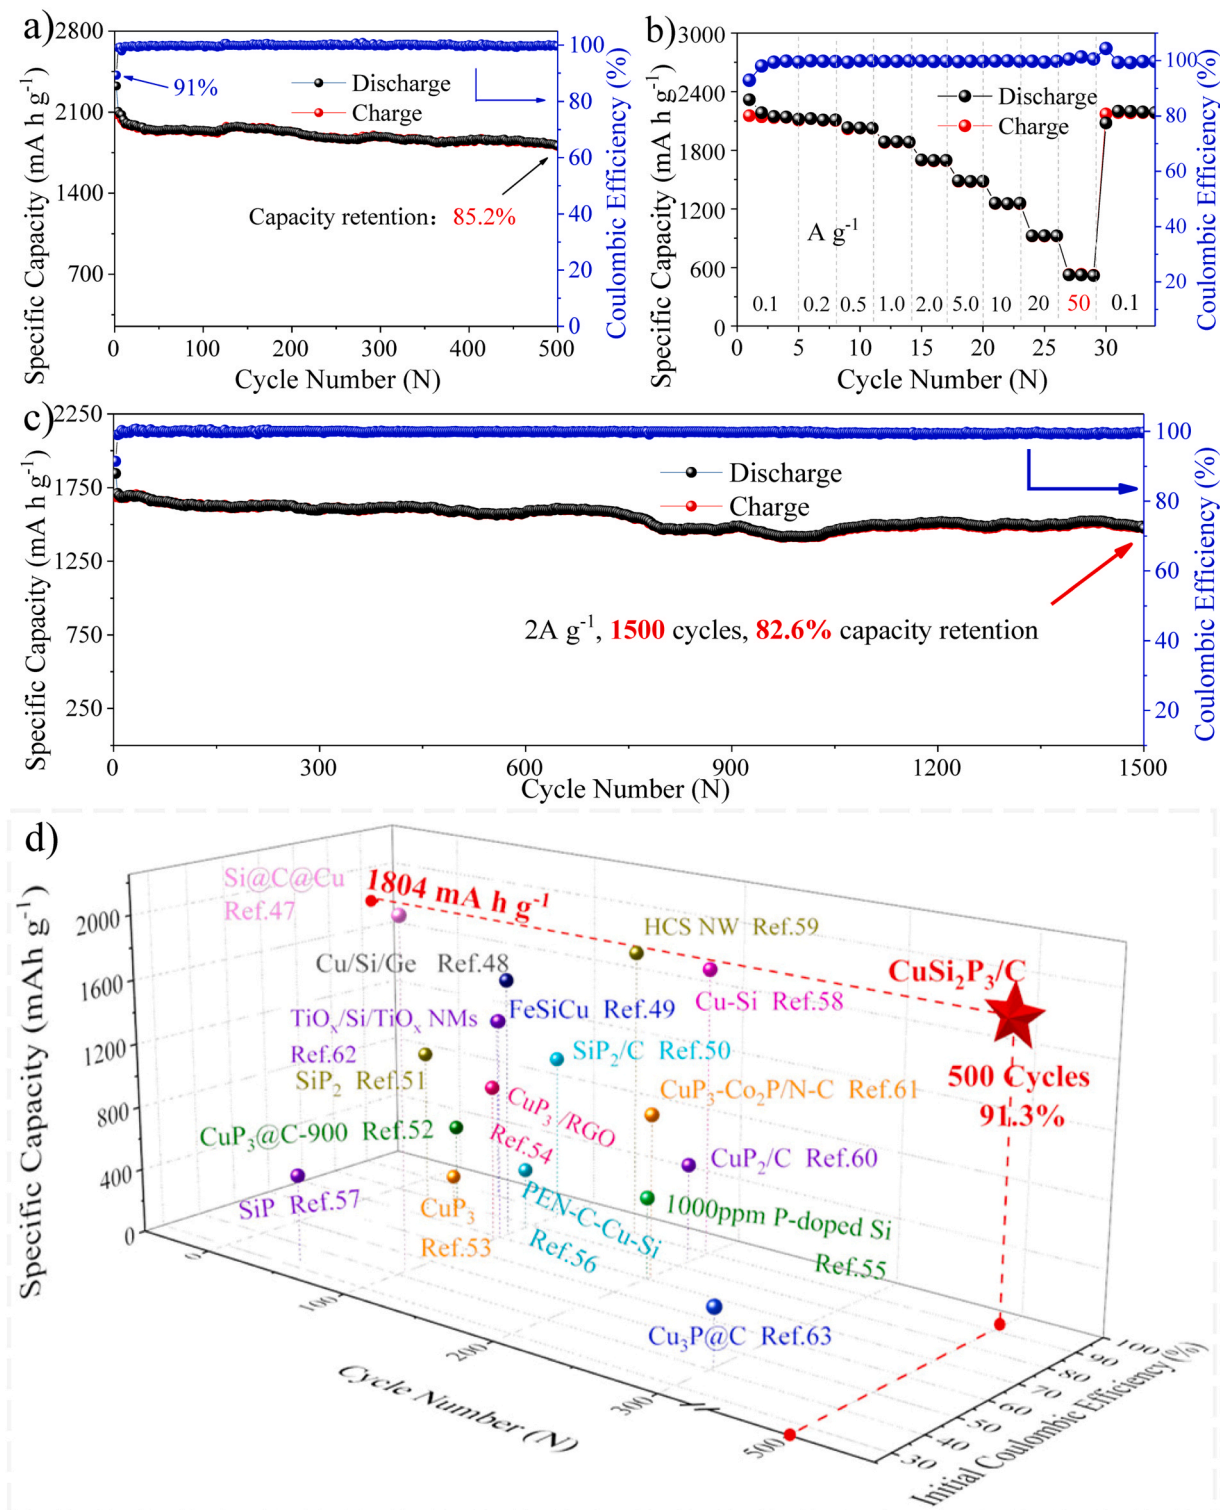 a)
2800
2100
1400
700
Specific Capacity (mA h g-1)
91%
Discharge
Charge
Capacity retention: 85.2%
100
80
60
40
20
0
Coulombic Efficiency (%)
0 100 200 300 400 500
Cycle Number (N)
b)
3000
2400
1800
1200
600
0
Specific Capacity (mA h g-1)
Discharge
Charge
A g-1
0.1 0.2 0.5 1.0 2.0 5.0 10 20 50 0.1
100
80
60
40
20
Coulombic Efficiency (%)
0 5 10 15 20 25 30
Cycle Number (N)
c)
2250
1750
1250
750
250
Specific Capacity (mA h g-1)
Discharge
Charge
2A g-1, 1500 cycles, 82.6% capacity retention
100
80
60
40
20
Coulombic Efficiency (%)
0 300 600 900 1200 1500
Cycle Number (N)
d)
Specific Capacity (mAh g-1)
2000
1600
1200
800
400
0
Si@C@Cu
Ref.47
1804 mA h g-1
HCS NW Ref.59
Cu/Si/Ge Ref.48
CuSi2P3/C
Cu-Si Ref.58
FeSiCu Ref.49
TiOx/Si/TiOx NMs
Ref.62
SiP2/C Ref.50
SiP2 Ref.51
500 Cycles
91.3%
CuP3-Co2P/N-C Ref.61
CuP3/RGO
Ref.54
CuP3@C-900 Ref.52
CuP2/C Ref.60
SiP Ref.57
CuP3
Ref.53
PEN-C-Cu-Si
Ref.56
1000ppm P-doped Si
Ref.55
Cu3P@C Ref.63
0
100
200
300
500
Cycle Number (N)
30
40
50
60
70
80
90
100
Initial Coulombic Efficiency (%)